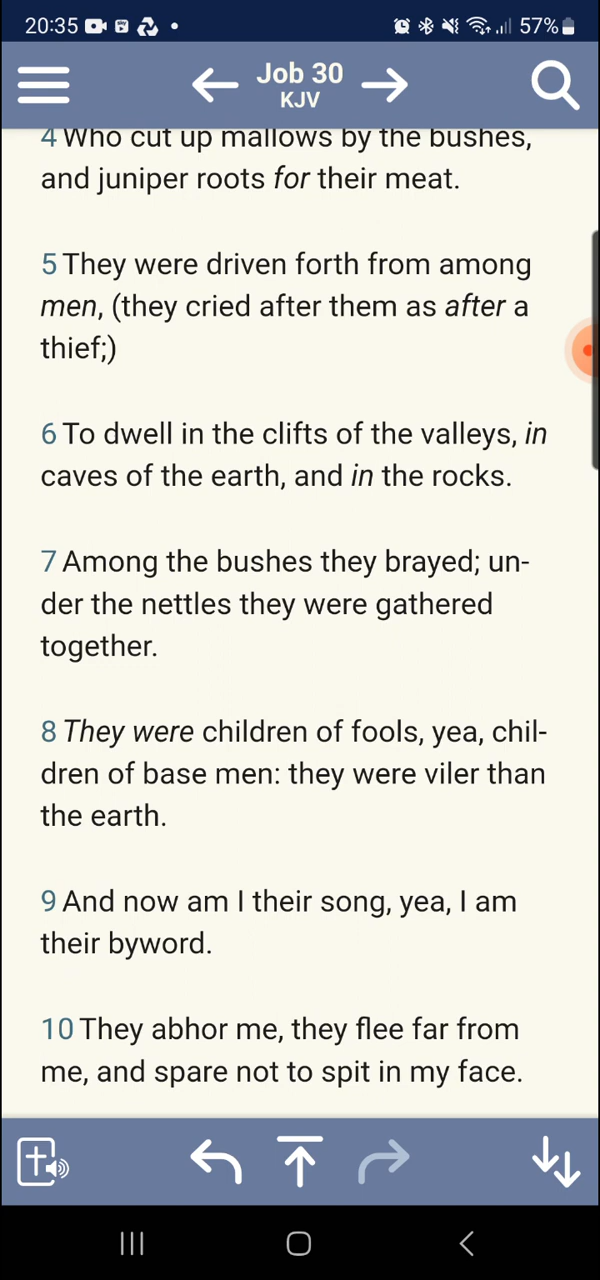 20:35
57%
Job 30
KJV
4 Who cut up mallows by the bushes,
and juniper roots for their meat.
5 They were driven forth from among
men, (they cried after them as after a
thief;)
6 To dwell in the clifts of the valleys, in
caves of the earth, and in the rocks.
7 Among the bushes they brayed; un-
der the nettles they were gathered
together.
8 They were children of fools, yea, chil-
dren of base men: they were viler than
the earth.
9 And now am I their song, yea, I am
their byword.
10 They abhor me, they flee far from
me, and spare not to spit in my face.